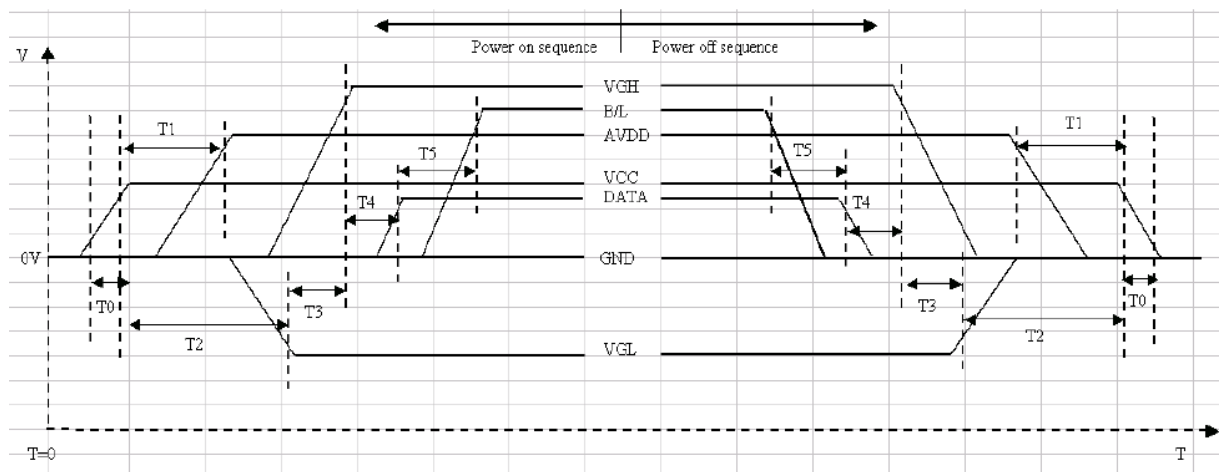 Power on sequence Power off sequence
V
VGH
B/L
AVDD
T1 T1
T5 T5
VCC
DATA
T4 T4
0V GND
T0 T3 T3 T0
T2 T2
VGL
T=0 T